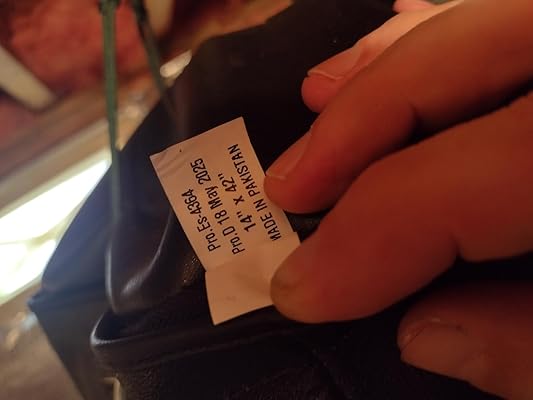 Pro.Es-4364
Pro.D 18 May 2025
14" X 42"
MADE IN PAKISTAN